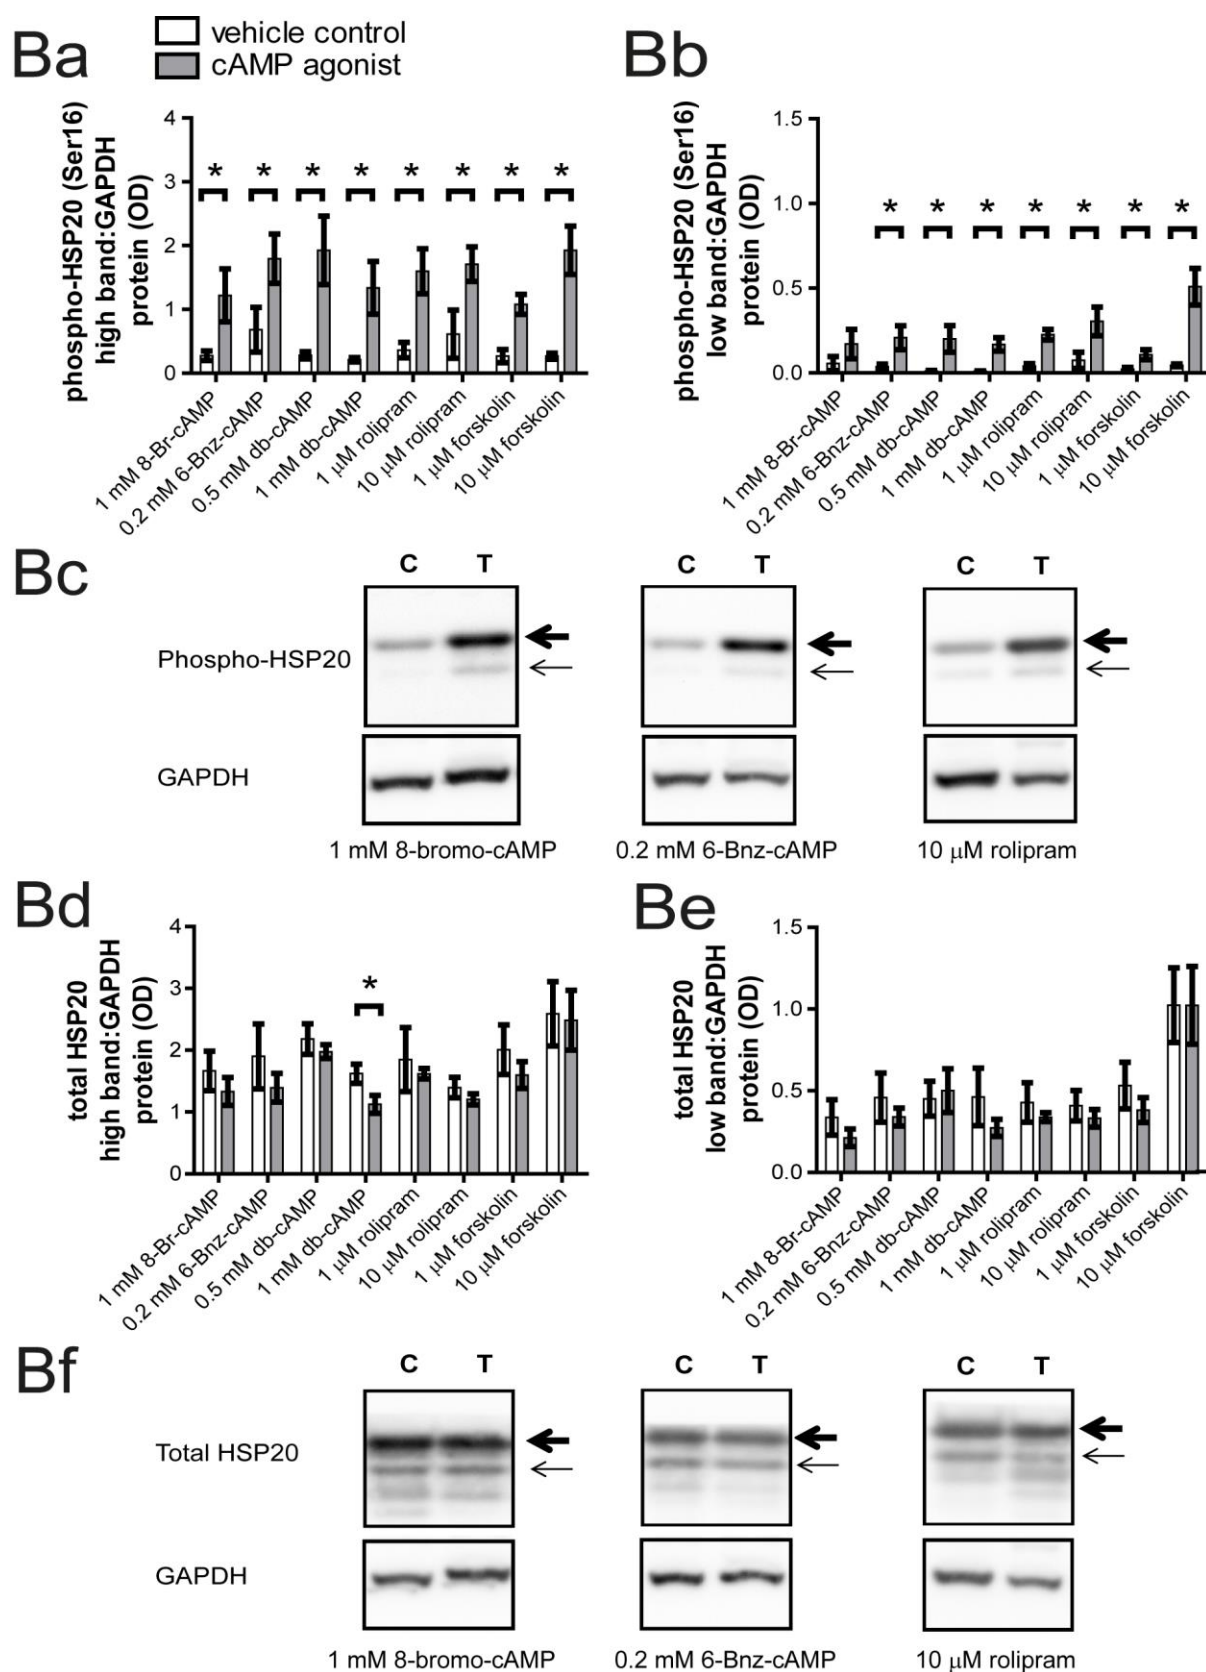 Ba
vehicle control
cAMP agonist
phospho-HSP20 (Ser16)
high band:GAPDH
protein (OD)
4
3
2
1
0
* * * * * * * *
1 mM 8-Br-cAMP
0.2 mM 6-Bnz-cAMP
0.5 mM db-cAMP
1 mM db-cAMP
1 μM rolipram
10 μM rolipram
1 μM forskolin
10 μM forskolin
Bb
phospho-HSP20 (Ser16)
low band:GAPDH
protein (OD)
1.5
1.0
0.5
0.0
* * * * * * *
1 mM 8-Br-cAMP
0.2 mM 6-Bnz-cAMP
0.5 mM db-cAMP
1 mM db-cAMP
1 μM rolipram
10 μM rolipram
1 μM forskolin
10 μM forskolin
Bc
C T C T C T
Phospho-HSP20
GAPDH
1 mM 8-bromo-cAMP 0.2 mM 6-Bnz-cAMP 10 μM rolipram
Bd
total HSP20
high band:GAPDH
protein (OD)
4
3
2
1
0
*
1 mM 8-Br-cAMP
0.2 mM 6-Bnz-cAMP
0.5 mM db-cAMP
1 mM db-cAMP
1 μM rolipram
10 μM rolipram
1 μM forskolin
10 μM forskolin
Be
total HSP20
low band:GAPDH
protein (OD)
1.5
1.0
0.5
0.0
1 mM 8-Br-cAMP
0.2 mM 6-Bnz-cAMP
0.5 mM db-cAMP
1 mM db-cAMP
1 μM rolipram
10 μM rolipram
1 μM forskolin
10 μM forskolin
Bf
C T C T C T
Total HSP20
GAPDH
1 mM 8-bromo-cAMP 0.2 mM 6-Bnz-cAMP 10 μM rolipram